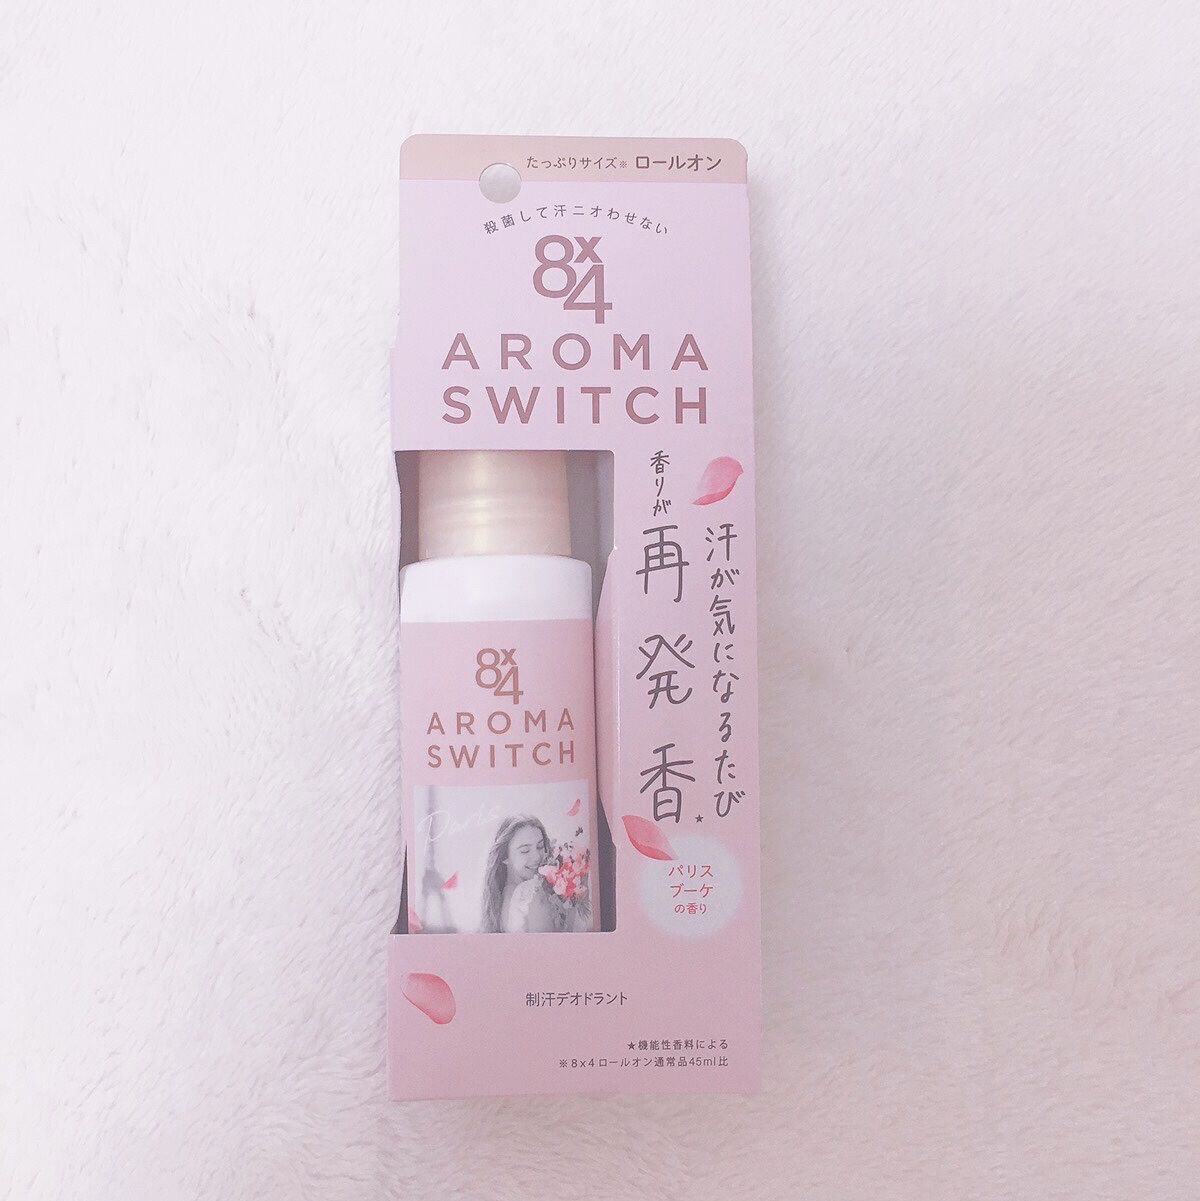 たっぷりサイズ※ ロールオン
殺菌して汗ニオわせない
8x4
AROMA
SWITCH
汗が気になるたび
香りが
再発香★
パリス
ブーケ
の香り
8x4
AROMA
SWITCH
Paris
制汗デオドラント
★機能性香料による
※8x4ロールオン通常品45ml比